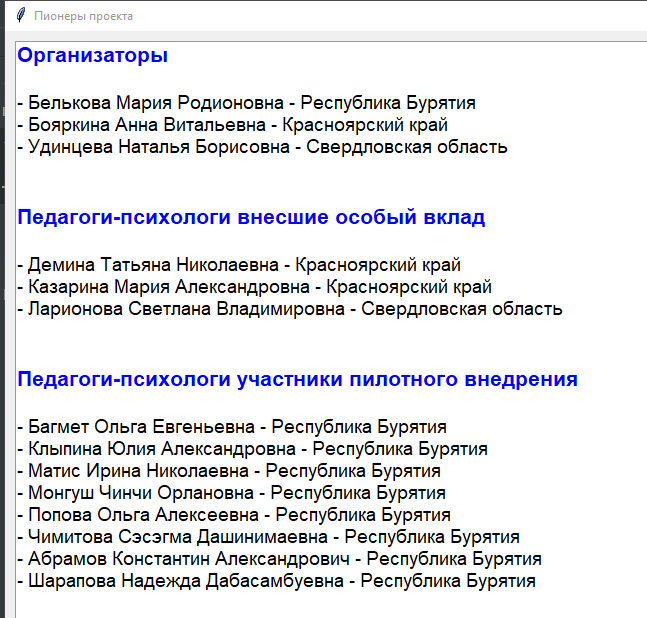 Пионеры проекта
Организаторы
- Белькова Мария Родионовна - Республика Бурятия
- Бояркина Анна Витальевна - Красноярский край
- Удинцева Наталья Борисовна - Свердловская область
Педагоги-психологи внесшие особый вклад
- Демина Татьяна Николаевна - Красноярский край
- Казарина Мария Александровна - Красноярский край
- Ларионова Светлана Владимировна - Свердловская область
Педагоги-психологи участники пилотного внедрения
- Багмет Ольга Евгеньевна - Республика Бурятия
- Клыпина Юлия Александровна - Республика Бурятия
- Матис Ирина Николаевна - Республика Бурятия
- Монгуш Чинчи Орлановна - Республика Бурятия
- Попова Ольга Алексеевна - Республика Бурятия
- Чимитова Сэсэгма Дашинимаевна - Республика Бурятия
- Абрамов Константин Александрович - Республика Бурятия
- Шарапова Надежда Дабасамбуевна - Республика Бурятия